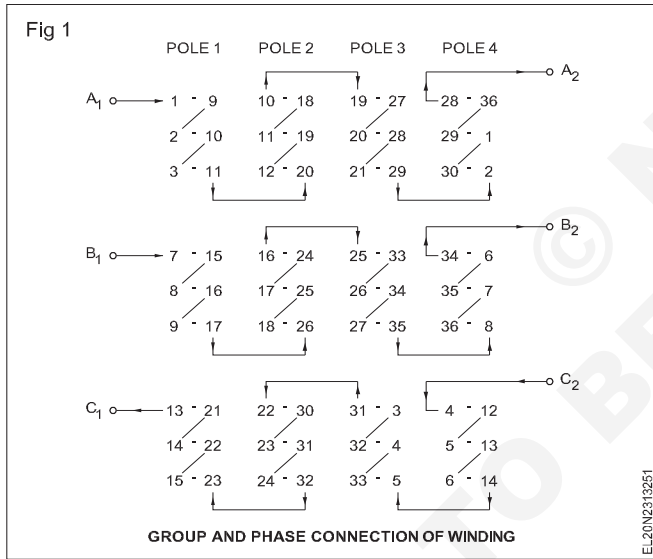 Fig 1
POLE 1 POLE 2 POLE 3 POLE 4
A2
A1 1 - 9 10 - 18 19 - 27 28 - 36
2 - 10 11 - 19 20 - 28 29 - 1
3 - 11 12 - 20 21 - 29 30 - 2
B2
B1 7 - 15 16 - 24 25 - 33 34 - 6
8 - 16 17 - 25 26 - 34 35 - 7
9 - 17 18 - 26 27 - 35 36 - 8
C2
C1 13 - 21 22 - 30 31 - 3 4 - 12
14 - 22 23 - 31 32 - 4 5 - 13
15 - 23 24 - 32 33 - 5 6 - 14
GROUP AND PHASE CONNECTION OF WINDING
EL20N2313251
© N
TO BE